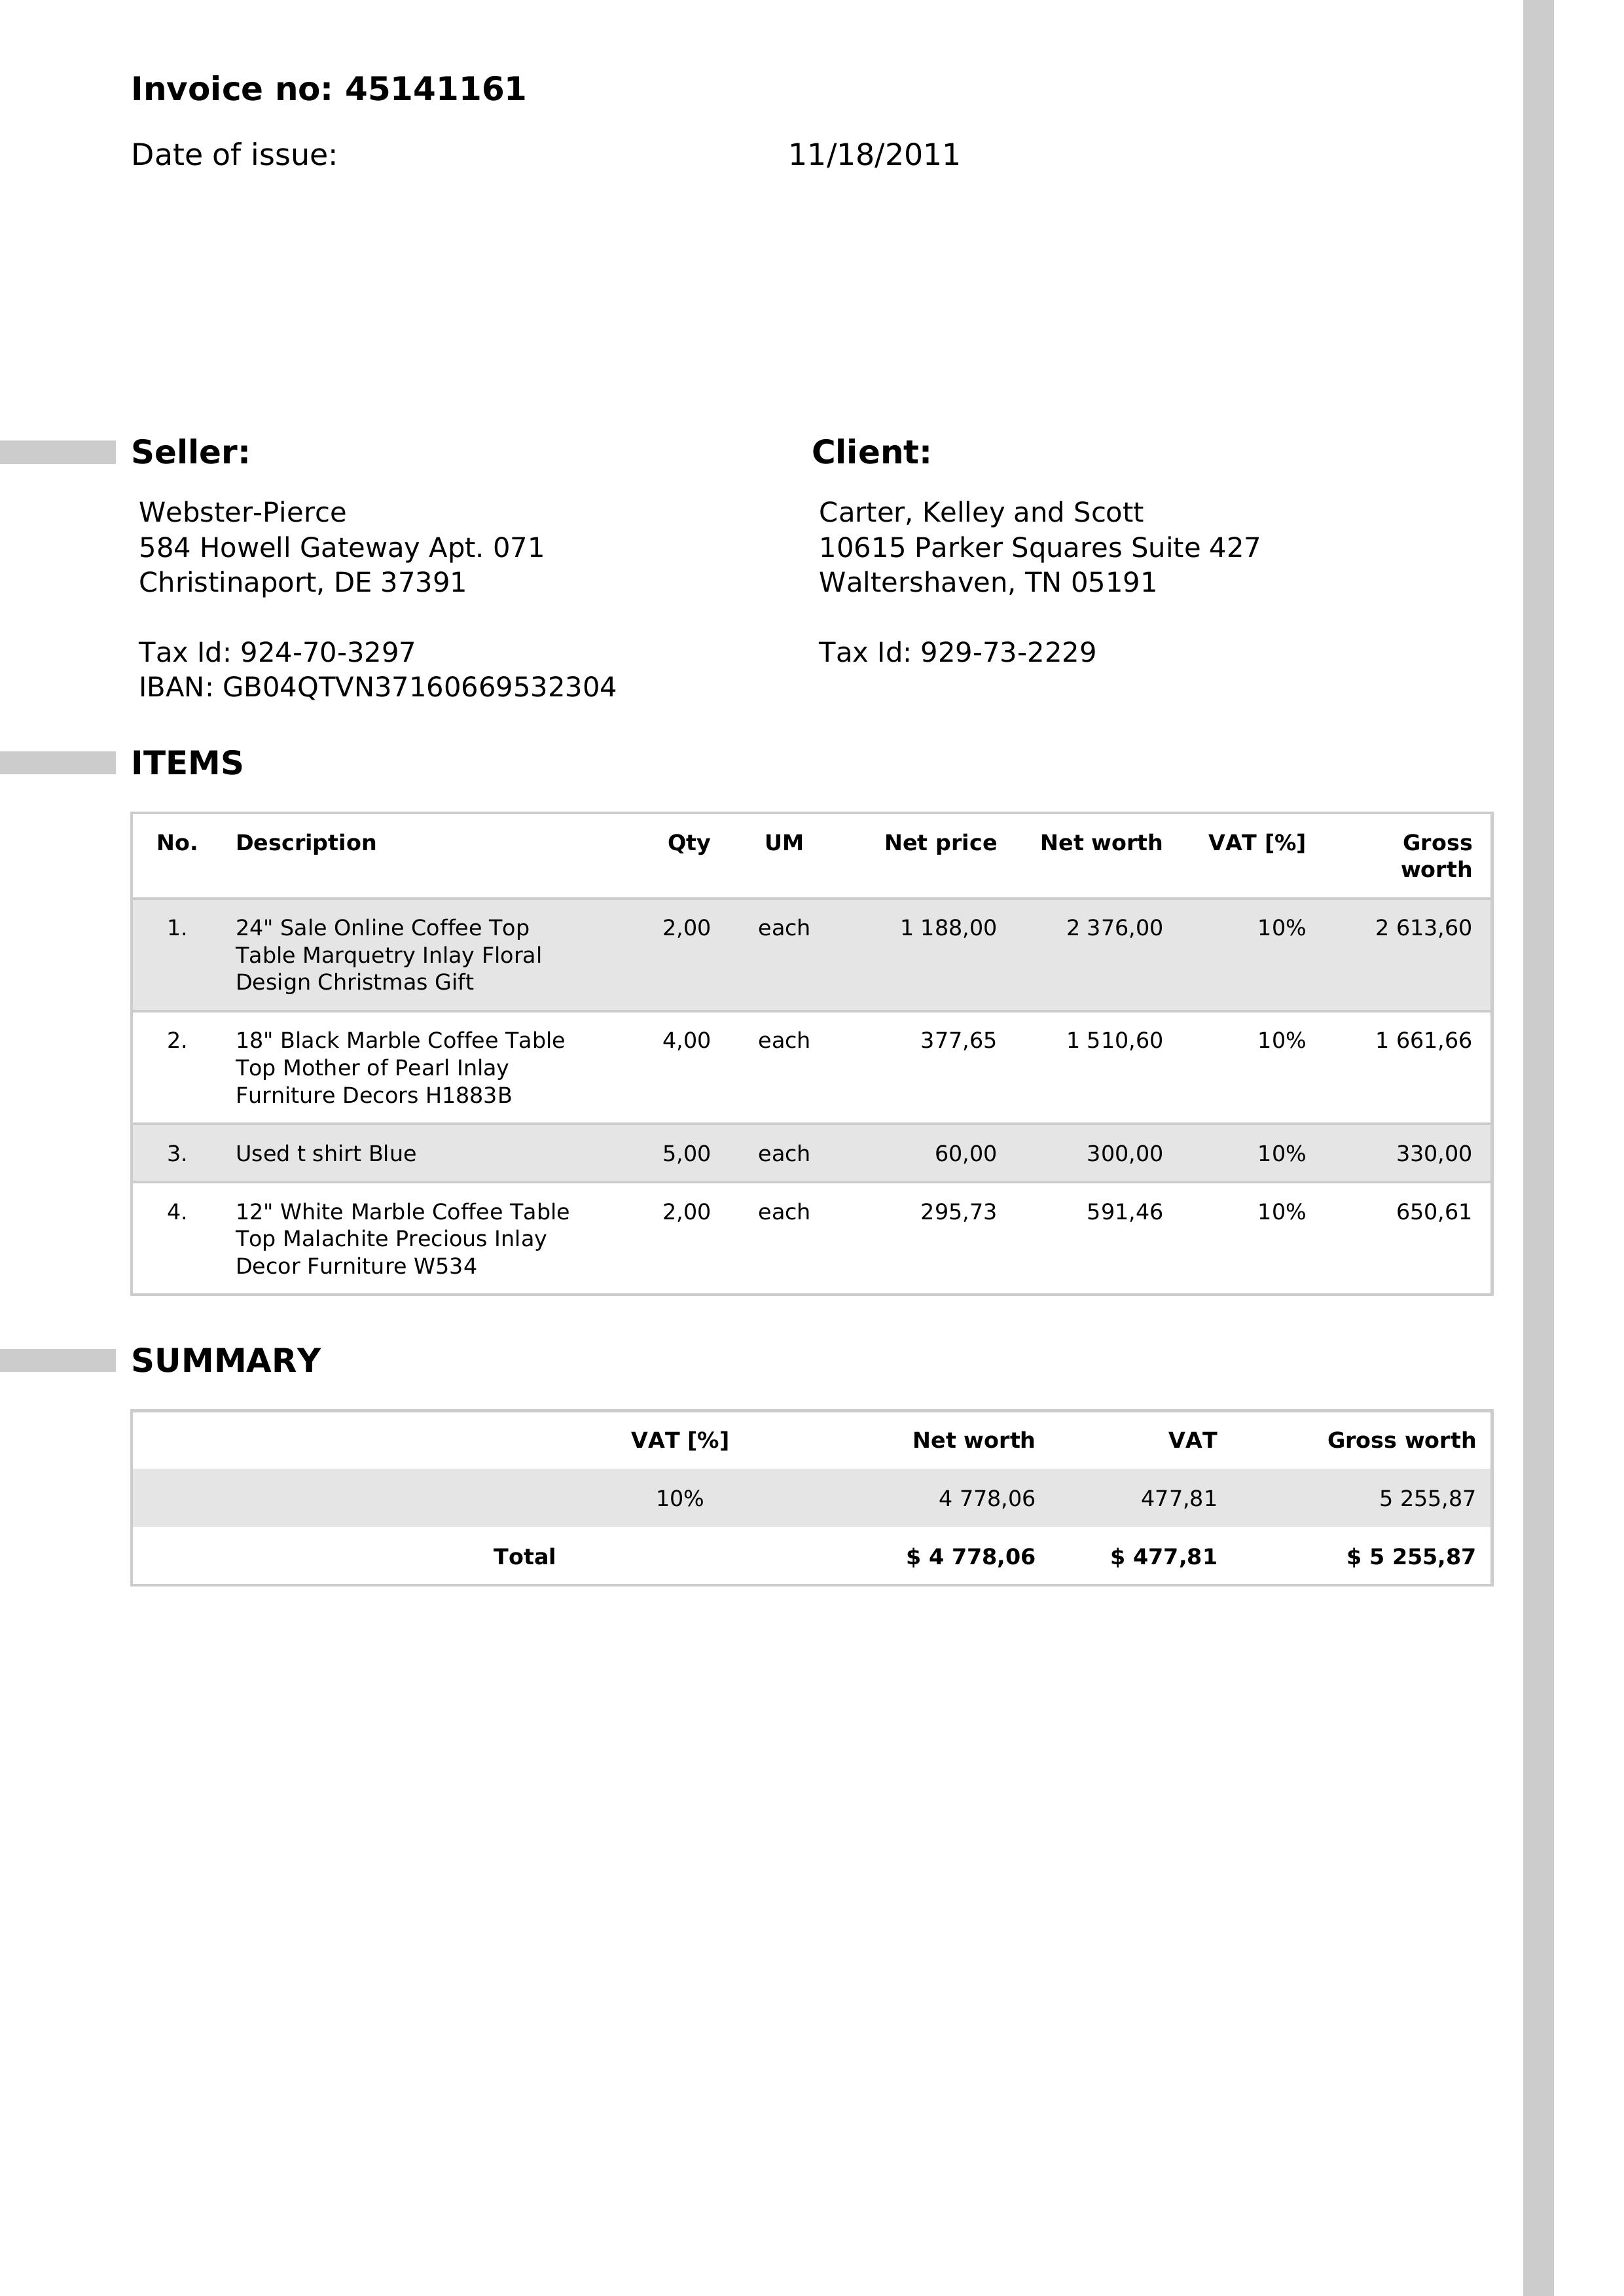 Invoice no: 45141161
Date of issue: 11/18/2011
Seller:
Webster-Pierce
584 Howell Gateway Apt. 071
Christinaport, DE 37391
Tax Id: 924-70-3297
IBAN: GB04QTVN37160669532304
Client:
Carter, Kelley and Scott
10615 Parker Squares Suite 427
Waltershaven, TN 05191
Tax Id: 929-73-2229
ITEMS
No. Description Qty UM Net price Net worth VAT [%] Gross
worth
1. 24" Sale Online Coffee Top 2,00 each 1 188,00 2 376,00 10% 2 613,60
Table Marquetry Inlay Floral
Design Christmas Gift
2. 18" Black Marble Coffee Table 4,00 each 377,65 1 510,60 10% 1 661,66
Top Mother of Pearl Inlay
Furniture Decors H1883B
3. Used t shirt Blue 5,00 each 60,00 300,00 10% 330,00
4. 12" White Marble Coffee Table 2,00 each 295,73 591,46 10% 650,61
Top Malachite Precious Inlay
Decor Furniture W534
SUMMARY
VAT [%] Net worth VAT Gross worth
10% 4 778,06 477,81 5 255,87
Total $ 4 778,06 $ 477,81 $ 5 255,87